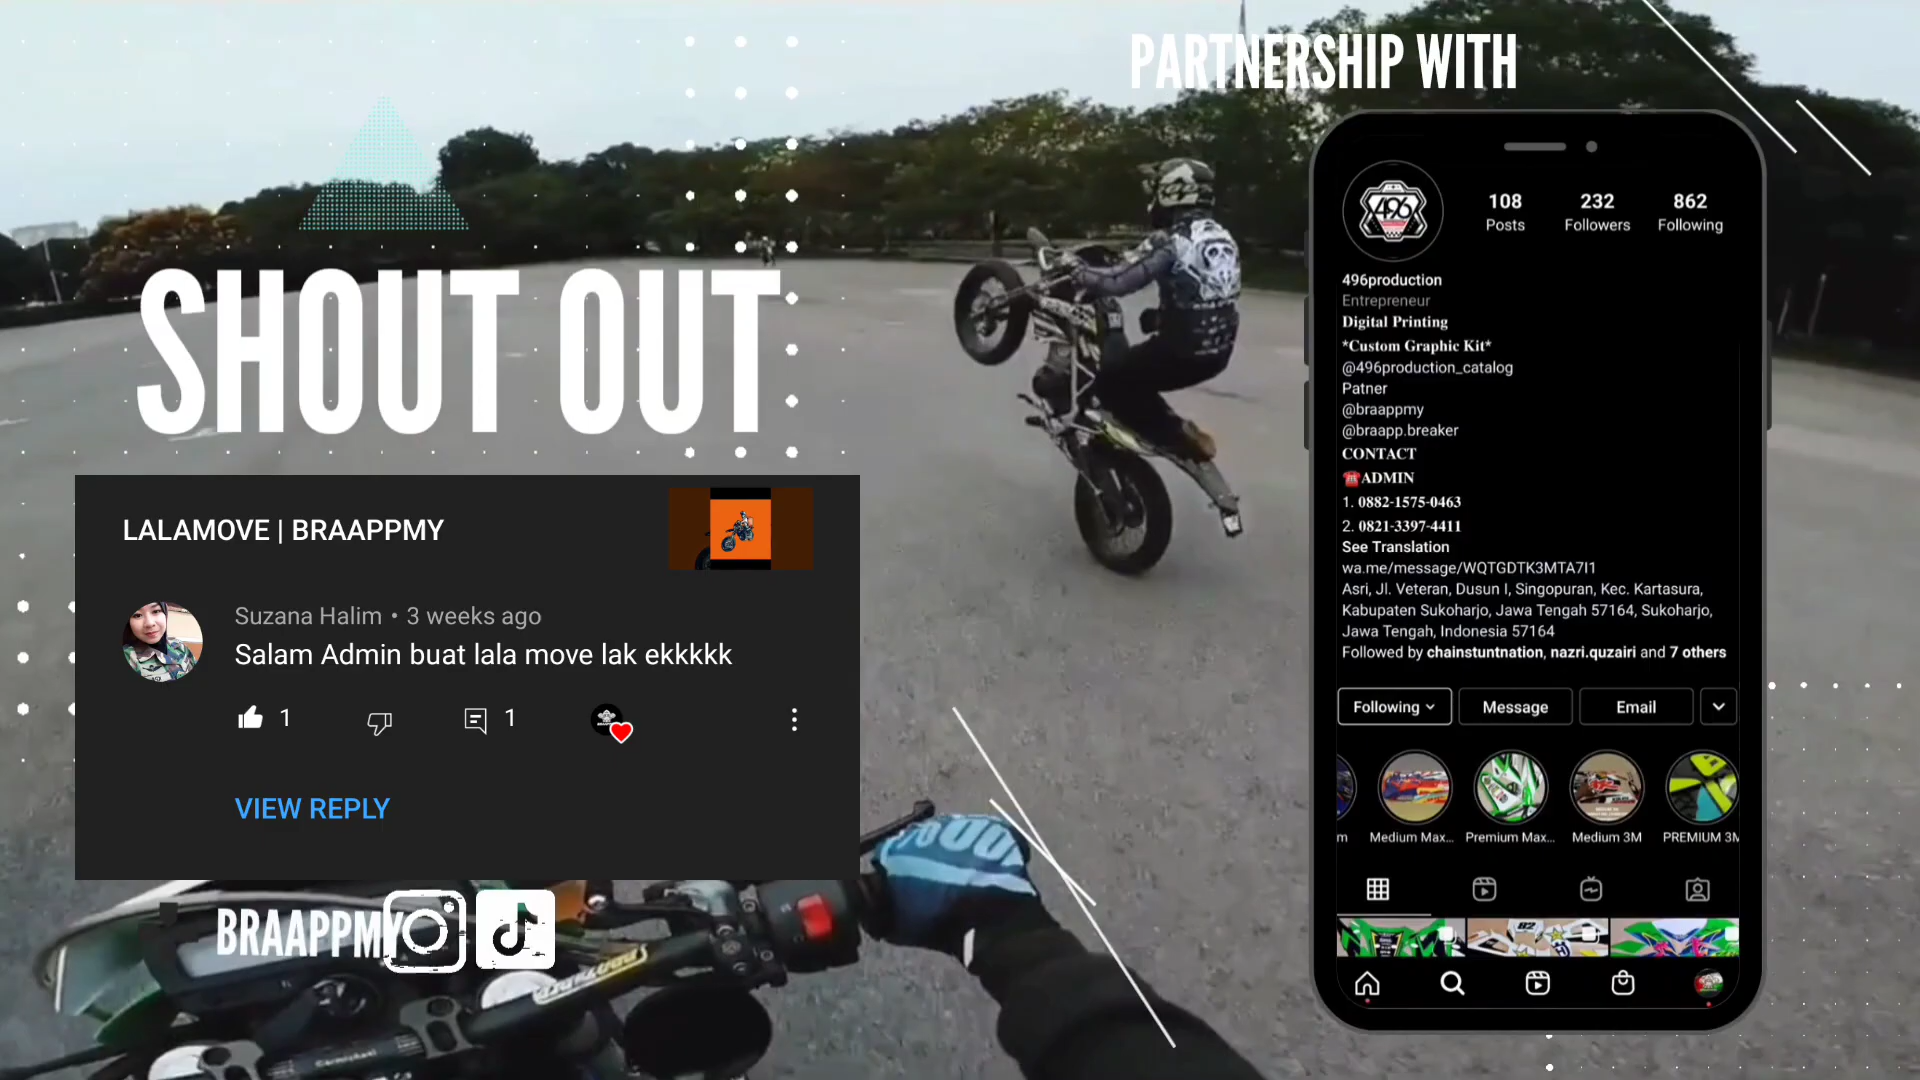 PARTNERSHIP WITH
SHOUT OUT
LALAMOVE | BRAAPPMY
Suzana Halim • 3 weeks ago
Salam Admin buat lala move lak ekkkkk
1
1
VIEW REPLY
BRAAPPMY
496
108
Posts
232
Followers
862
Following
496production
Entrepreneur
Digital Printing
*Custom Graphic Kit*
@496production_catalog
Patner
@braappmy
@braapp.breaker
CONTACT
☎️ADMIN
1. 0882-1575-0463
2. 0821-3397-4411
See Translation
wa.me/message/WQTGDTK3MTA7I1
Asri, Jl. Veteran, Dusun I, Singopuran, Kec. Kartasura,
Kabupaten Sukoharjo, Jawa Tengah 57164, Sukoharjo,
Jawa Tengah, Indonesia 57164
Followed by chainstuntnation, nazri.quzairi and 7 others
Following
Message
Email
m
Medium Max...
Premium Max...
Medium 3M
PREMIUM 3M